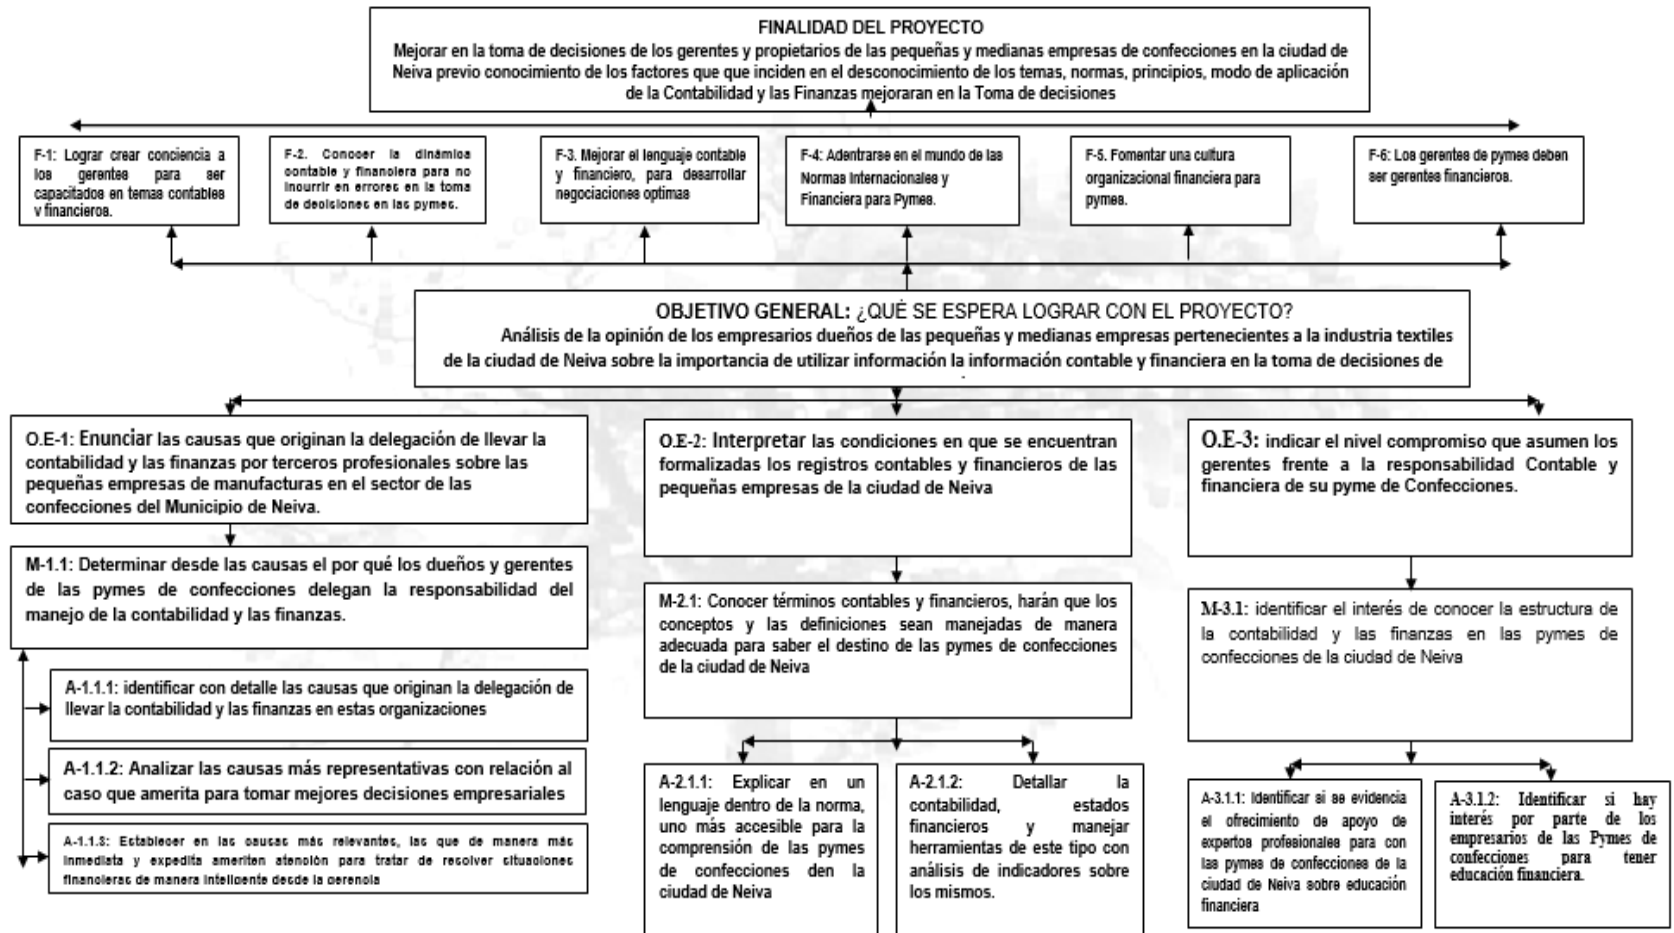 FINALIDAD DEL PROYECTO
Mejorar en la toma de decisiones de los gerentes y propietarios de las pequeñas y medianas empresas de confecciones en la ciudad de
Neiva previo conocimiento de los factores que que inciden en el desconocimiento de los temas, normas, principios, modo de aplicación
de la Contabilidad y las Finanzas mejoraran en la Toma de decisiones
F-1: Lograr crear conciencia a
los gerentes para ser
capacitados en temas contables
y financieros.
F-2. Conocer la dinámica
contable y financiera para no
incurrir en errores en la toma
de decisiones en las pymes.
F-3. Mejorar el lenguaje contable
y financiero, para desarrollar
negociaciones optimas
F-4: Adentrarse en el mundo de las
Normas Internacionales y
Financiera para Pymes.
F-5. Fomentar una cultura
organizacional financiera para
pymes.
F-6: Los gerentes de pymes deben
ser gerentes financieros.
OBJETIVO GENERAL: ¿QUÉ SE ESPERA LOGRAR CON EL PROYECTO?
Análisis de la opinión de los empresarios dueños de las pequeñas y medianas empresas pertenecientes a la industria textiles
de la ciudad de Neiva sobre la importancia de utilizar información la información contable y financiera en la toma de decisiones de
O.E-1: Enunciar las causas que originan la delegación de llevar la
contabilidad y las finanzas por terceros profesionales sobre las
pequeñas empresas de manufacturas en el sector de las
confecciones del Municipio de Neiva.
M-1.1: Determinar desde las causas el por qué los dueños y gerentes
de las pymes de confecciones delegan la responsabilidad del
manejo de la contabilidad y las finanzas.
A-1.1.1: identificar con detalle las causas que originan la delegación de
llevar la contabilidad y las finanzas en estas organizaciones
A-1.1.2: Analizar las causas más representativas con relación al
caso que amerita para tomar mejores decisiones empresariales
A-1.1.3: Establecer en las causas más relevantes, las que de manera más
inmediata y expedita ameriten atención para tratar de resolver situaciones
financieras de manera inteligente desde la gerencia
O.E-2: Interpretar las condiciones en que se encuentran
formalizadas los registros contables y financieros de las
pequeñas empresas de la ciudad de Neiva
M-2.1: Conocer términos contables y financieros, harán que los
conceptos y las definiciones sean manejadas de manera
adecuada para saber el destino de las pymes de confecciones
de la ciudad de Neiva
A-2.1.1: Explicar en un
lenguaje dentro de la norma,
uno más accesible para la
comprensión de las pymes
de confecciones den la
ciudad de Neiva
A-2.1.2: Detallar la
contabilidad, estados
financieros y manejar
herramientas de este tipo con
análisis de indicadores sobre
los mismos.
O.E-3: indicar el nivel compromiso que asumen los
gerentes frente a la responsabilidad Contable y
financiera de su pyme de Confecciones.
M-3.1: identificar el interés de conocer la estructura de
la contabilidad y las finanzas en las pymes de
confecciones de la ciudad de Neiva
A-3.1.1: Identificar si se evidencia
el ofrecimiento de apoyo de
expertos profesionales para con
las pymes de confecciones de la
ciudad de Neiva sobre educación
financiera
A-3.1.2: Identificar si hay
interés por parte de los
empresarios de las Pymes de
confecciones para tener
educación financiera.